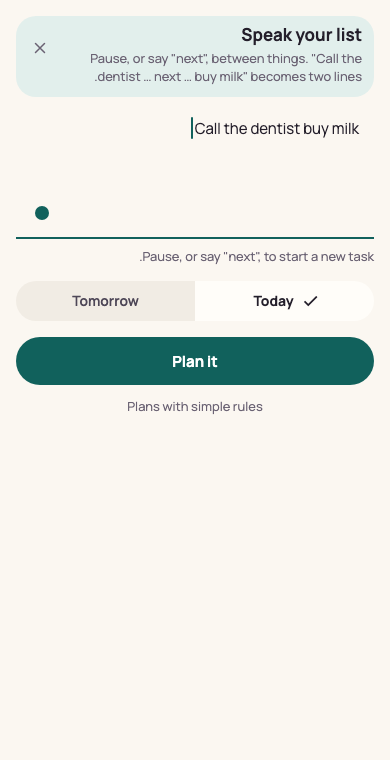 Speak your list
Pause, or say "next", between things. "Call the
dentist … next … buy milk" becomes two lines.
Call the dentist buy milk
Pause, or say "next", to start a new task.
Today
Tomorrow
Plan it
Plans with simple rules